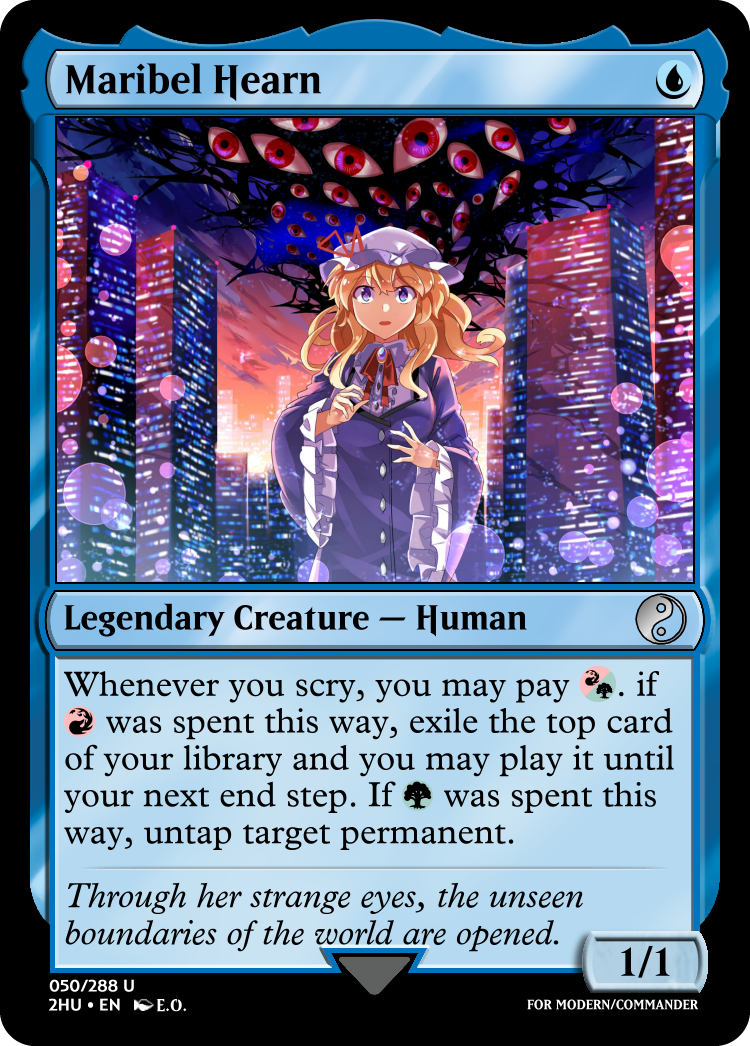 Maribel Hearn
Legendary Creature — Human
Whenever you scry, you may pay . if
was spent this way, exile the top card
of your library and you may play it until
your next end step. If was spent this
way, untap target permanent.
Through her strange eyes, the unseen
boundaries of the world are opened.
1/1
050/288 U
2HU • EN E.O.
FOR MODERN/COMMANDER